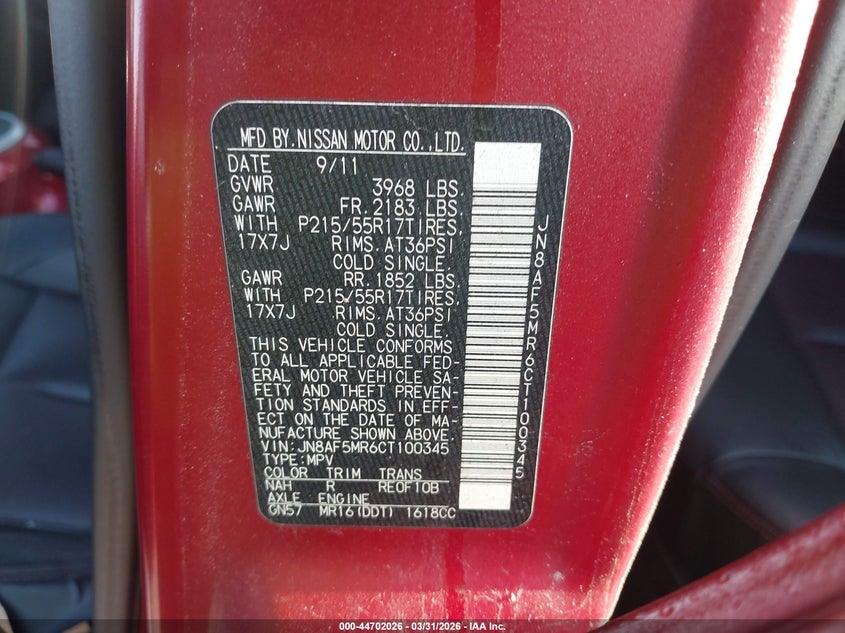 MFD BY.NISSAN MOTOR CO.,LTD.
DATE 9/11
GVWR 3968 LBS.
GAWR FR.2183 LBS.
WITH P215/55R17TIRES.
17X7J RIMS.AT36PSI
COLD SINGLE.
GAWR RR.1852 LBS.
WITH P215/55R17TIRES.
17X7J RIMS.AT36PSI
COLD SINGLE.
THIS VEHICLE CONFORMS
TO ALL APPLICABLE FED-
ERAL MOTOR VEHICLE SA-
FETY AND THEFT PREVEN-
TION STANDARDS IN EFF-
ECT ON THE DATE OF MA-
NUFACTURE SHOWN ABOVE.
VIN:JN8AF5MR6CT100345
TYPE:MPV
COLOR TRIM TRANS
NAH R RE0F10B
AXLE ENGINE
GN57 MR16(DDT) 1618CC
JN8AF5MR6CT100345
000-44702026 - 03/31/2026 - IAA Inc.